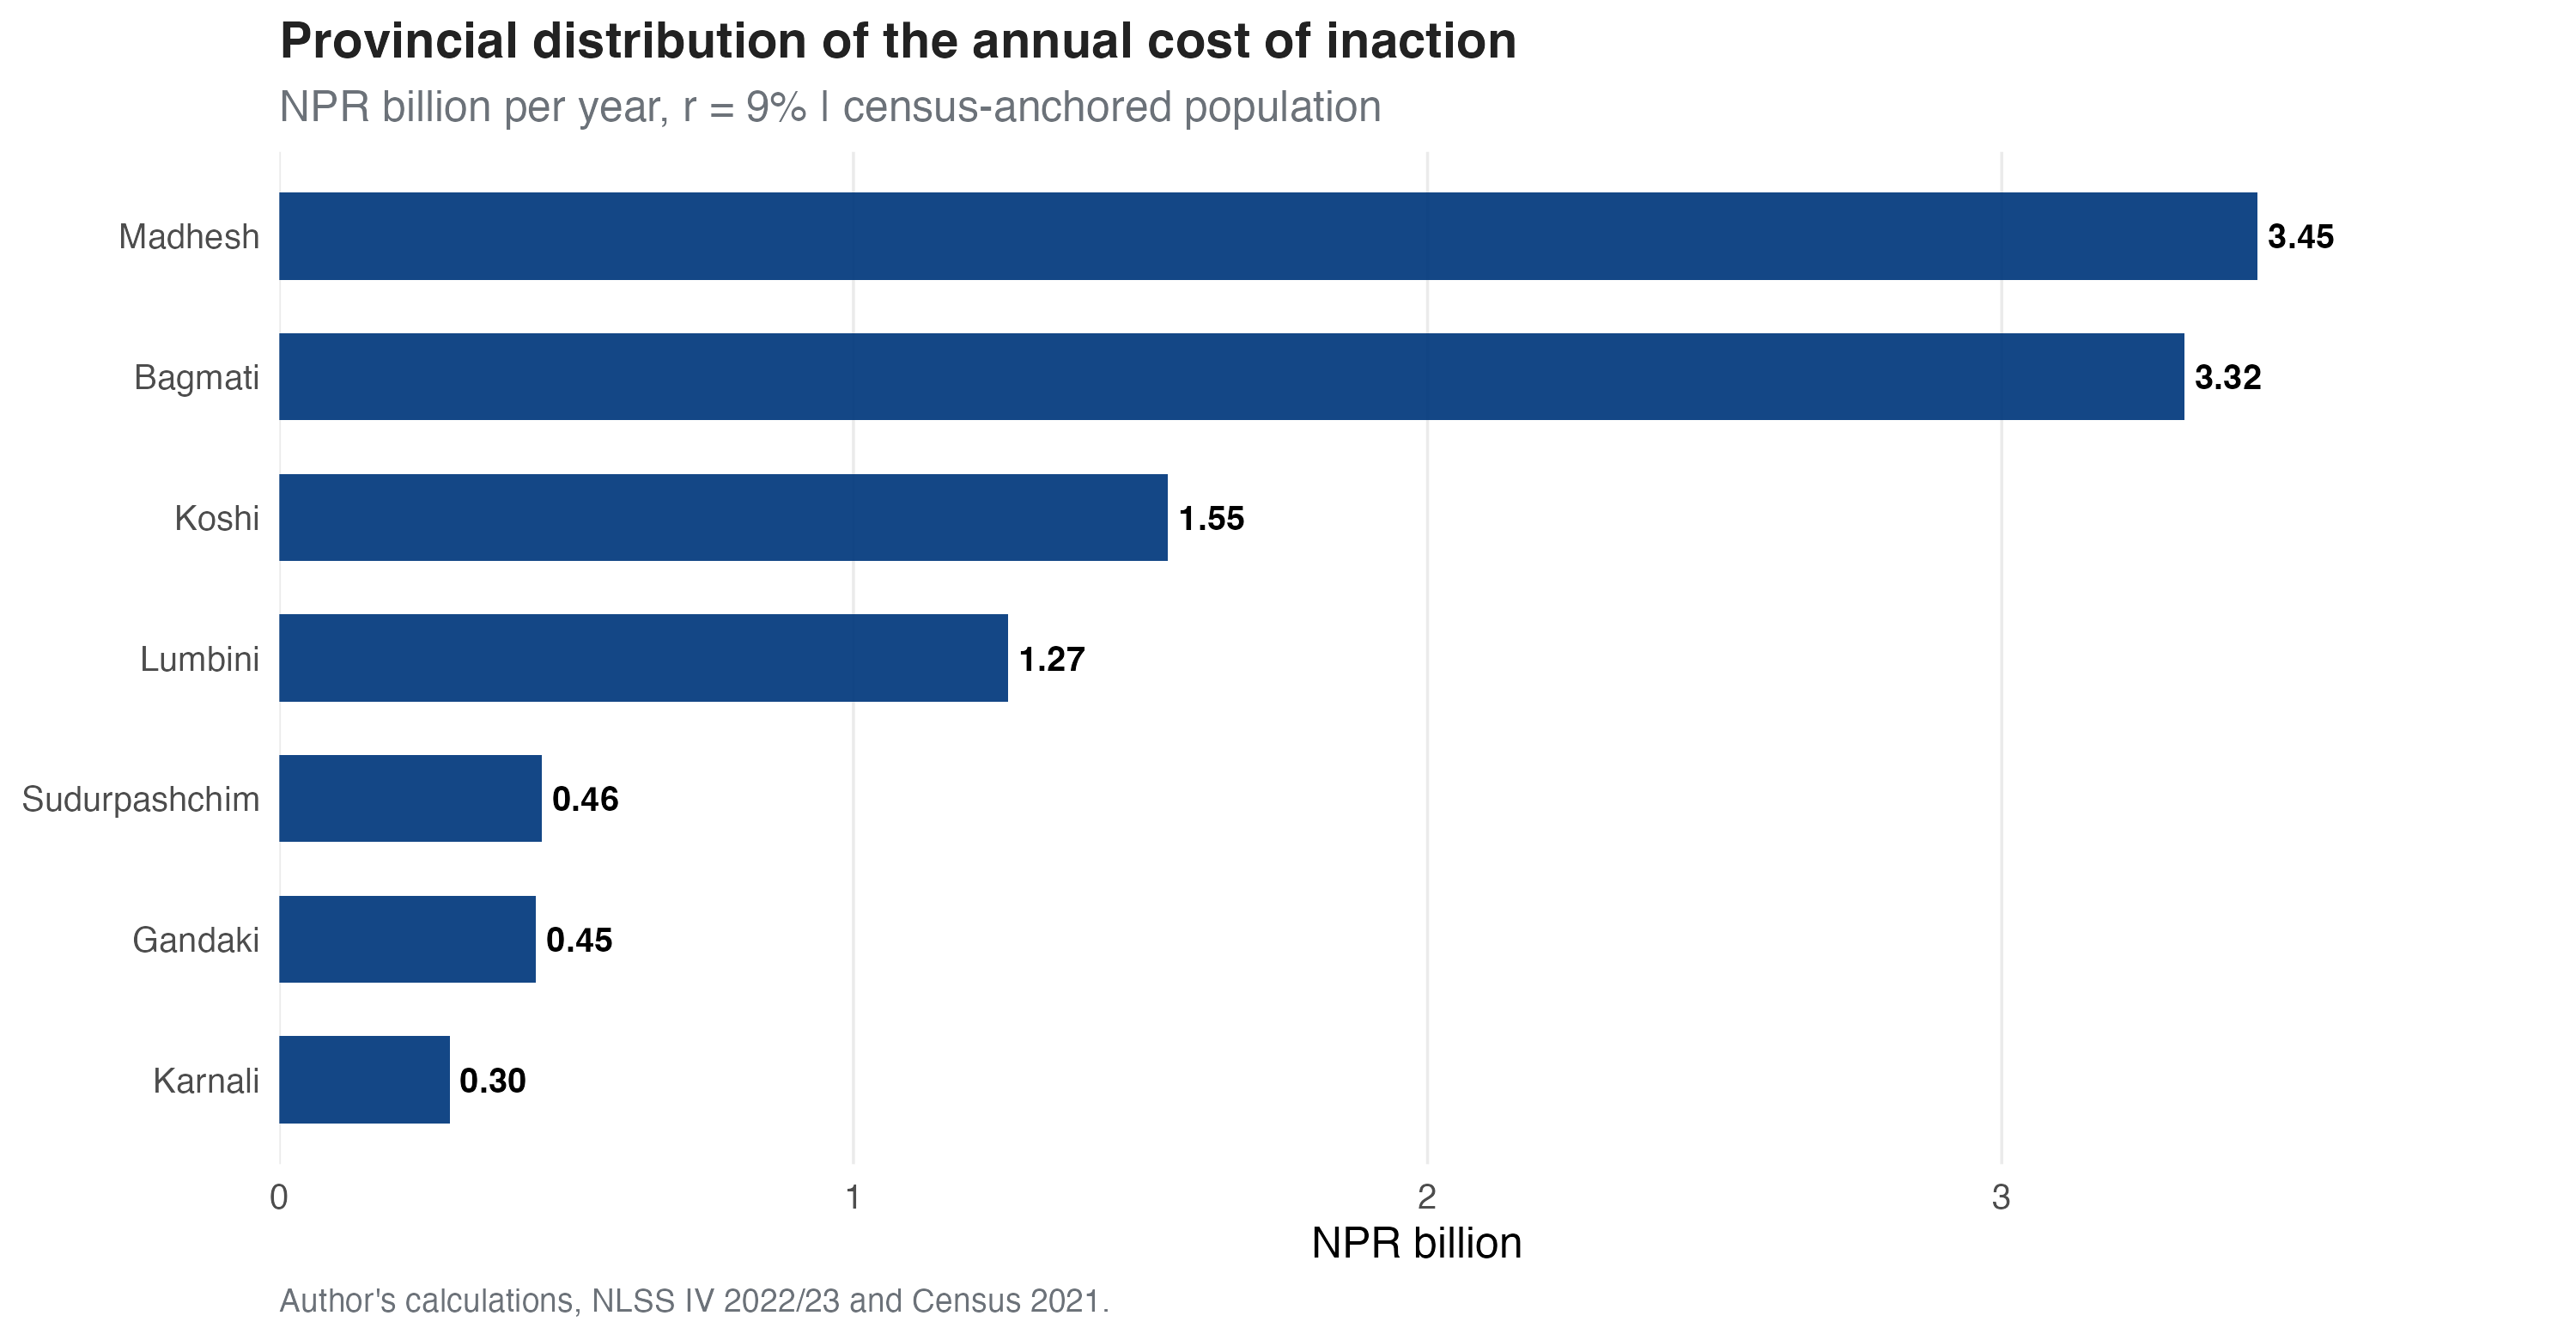 Provincial distribution of the annual cost of inaction
NPR billion per year, r = 9% | census-anchored population
Madhesh 3.45
Bagmati 3.32
Koshi 1.55
Lumbini 1.27
Sudurpashchim 0.46
Gandaki 0.45
Karnali 0.30
0 1 2 3
NPR billion
Author's calculations, NLSS IV 2022/23 and Census 2021.